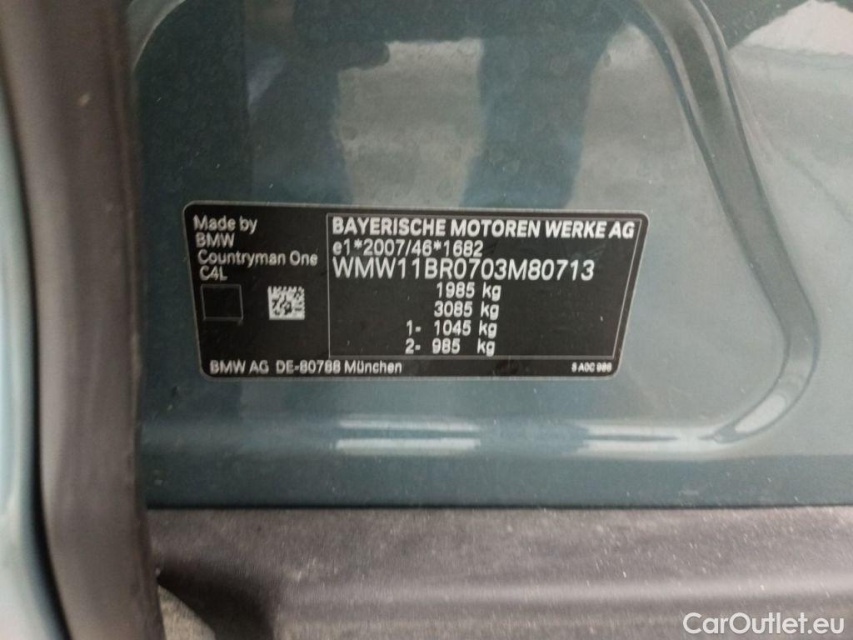 Made by
BMW
Countryman One
C4L
BAYERISCHE MOTOREN WERKE AG
e1*2007/46*1682
WMW11BR0703M80713
1985 kg
3085 kg
1- 1045 kg
2- 985 kg
BMW AG DE-80788 München
CarOutlet.eu